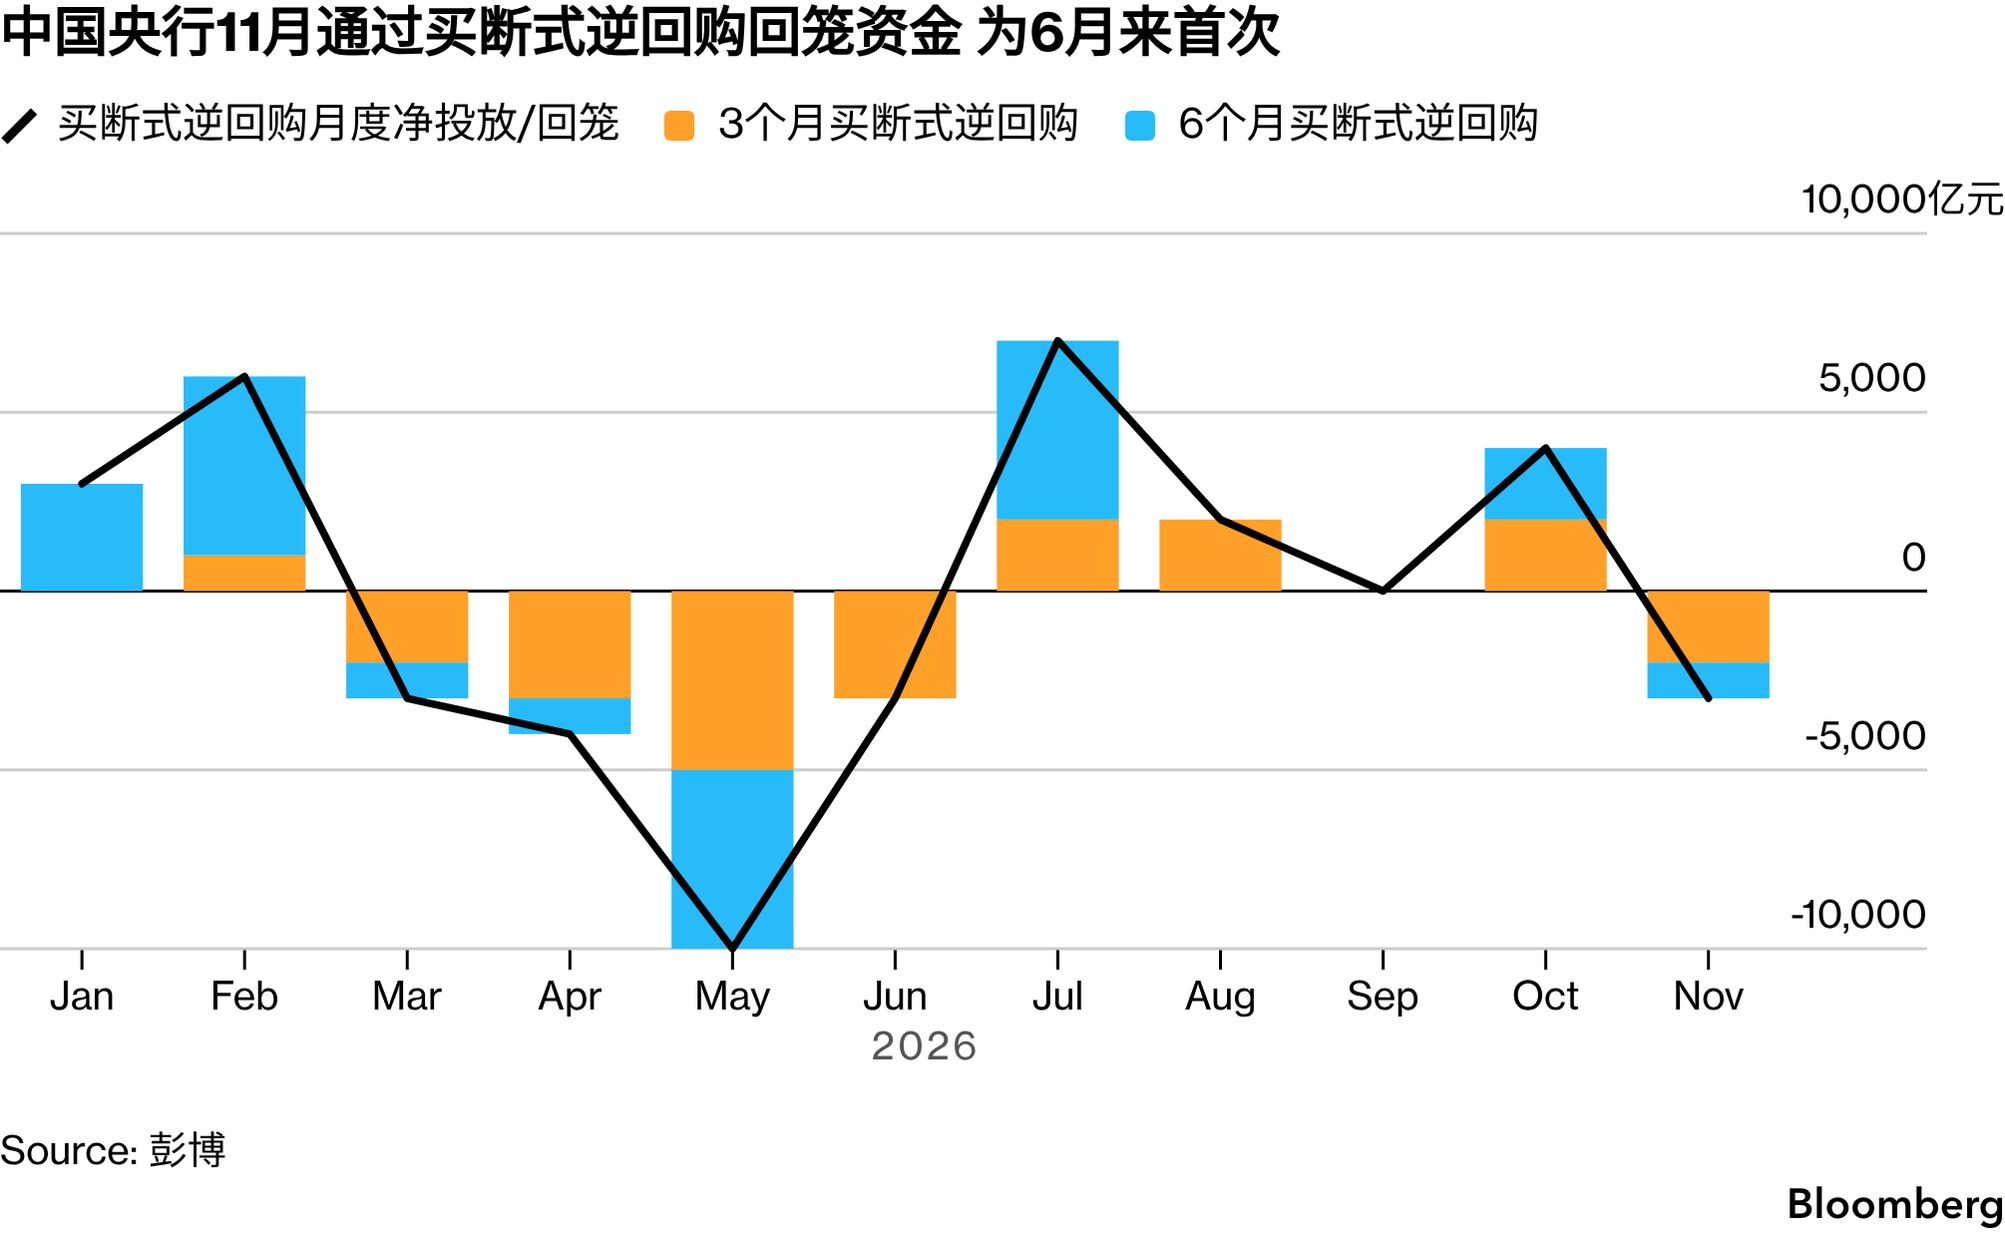 中国央行11月通过买断式逆回购回笼资金 为6月来首次
买断式逆回购月度净投放/回笼 3个月买断式逆回购 6个月买断式逆回购
10,000亿元
5,000
0
-5,000
-10,000
Jan Feb Mar Apr May Jun Jul Aug Sep Oct Nov
2026
Source: 彭博
Bloomberg